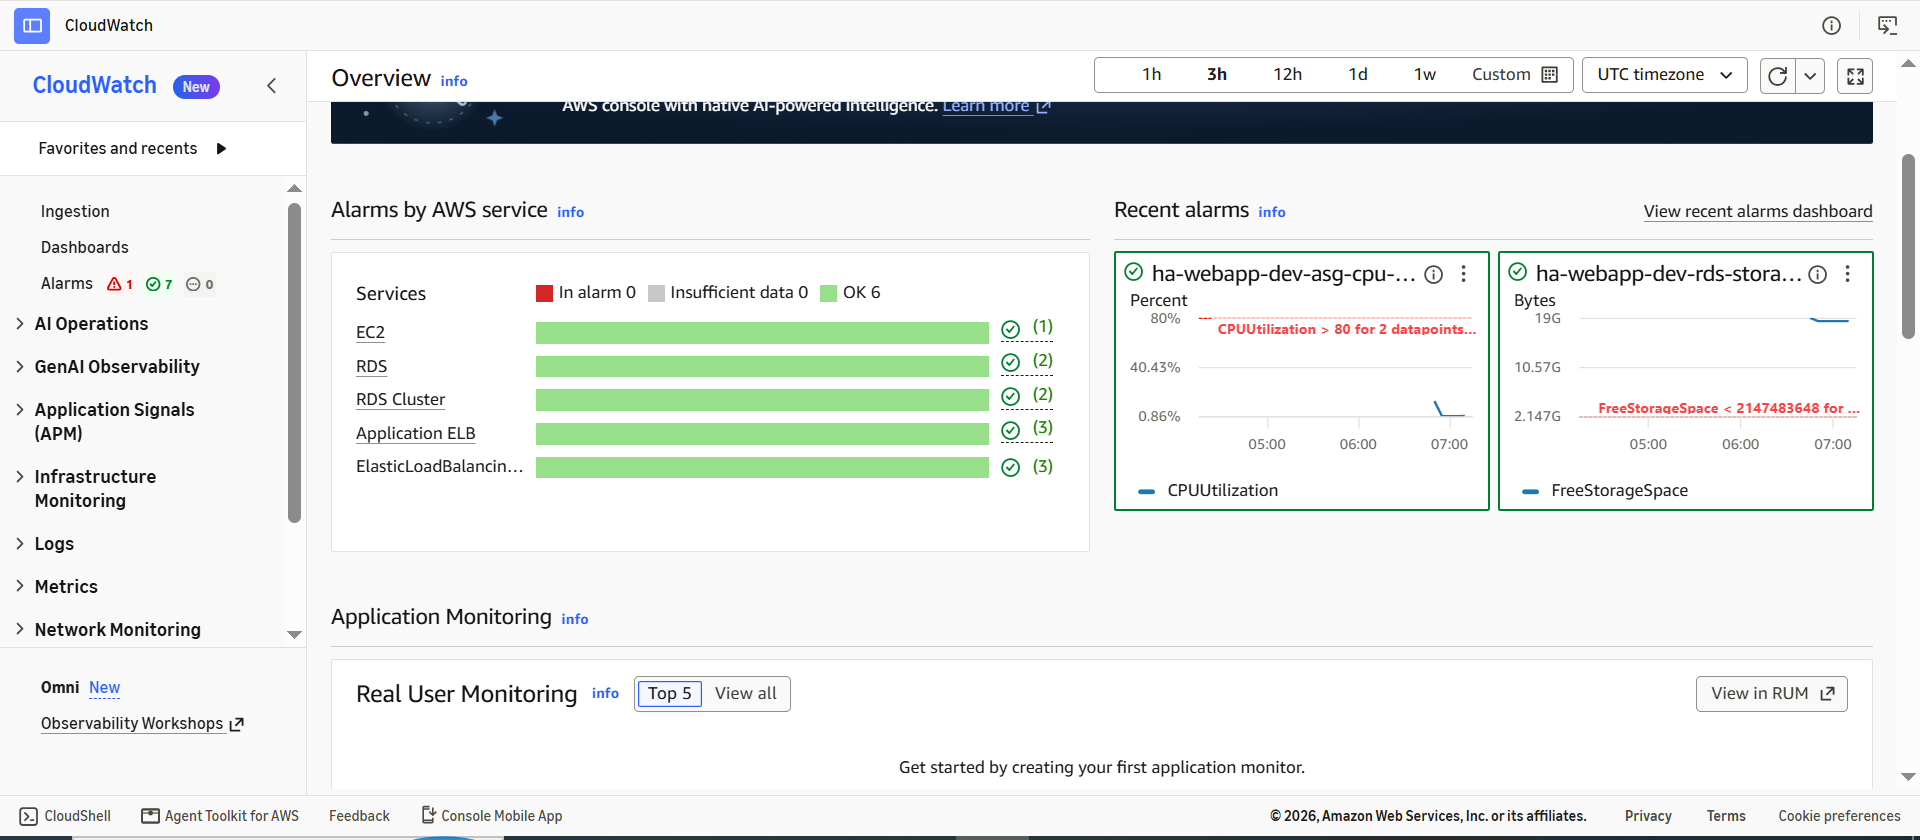 CloudWatch
CloudWatch New
Favorites and recents
Ingestion
Dashboards
Alarms 1 7 0
AI Operations
GenAI Observability
Application Signals
(APM)
Infrastructure
Monitoring
Logs
Metrics
Network Monitoring
Omni New
Observability Workshops
Overview info
1h 3h 12h 1d 1w Custom
UTC timezone
AWS console with native AI-powered intelligence. Learn more
Alarms by AWS service info
Services
In alarm 0 Insufficient data 0 OK 6
EC2 (1)
RDS (2)
RDS Cluster (2)
Application ELB (3)
ElasticLoadBalancin... (3)
Recent alarms info
View recent alarms dashboard
ha-webapp-dev-asg-cpu-...
Percent
80%
CPUUtilization > 80 for 2 datapoints...
40.43%
0.86%
05:00 06:00 07:00
CPUUtilization
ha-webapp-dev-rds-stora...
Bytes
19G
10.57G
FreeStorageSpace < 2147483648 for ...
2.147G
05:00 06:00 07:00
FreeStorageSpace
Application Monitoring info
Real User Monitoring info Top 5 View all
View in RUM
Get started by creating your first application monitor.
CloudShell Agent Toolkit for AWS Feedback Console Mobile App
© 2026, Amazon Web Services, Inc. or its affiliates. Privacy Terms Cookie preferences